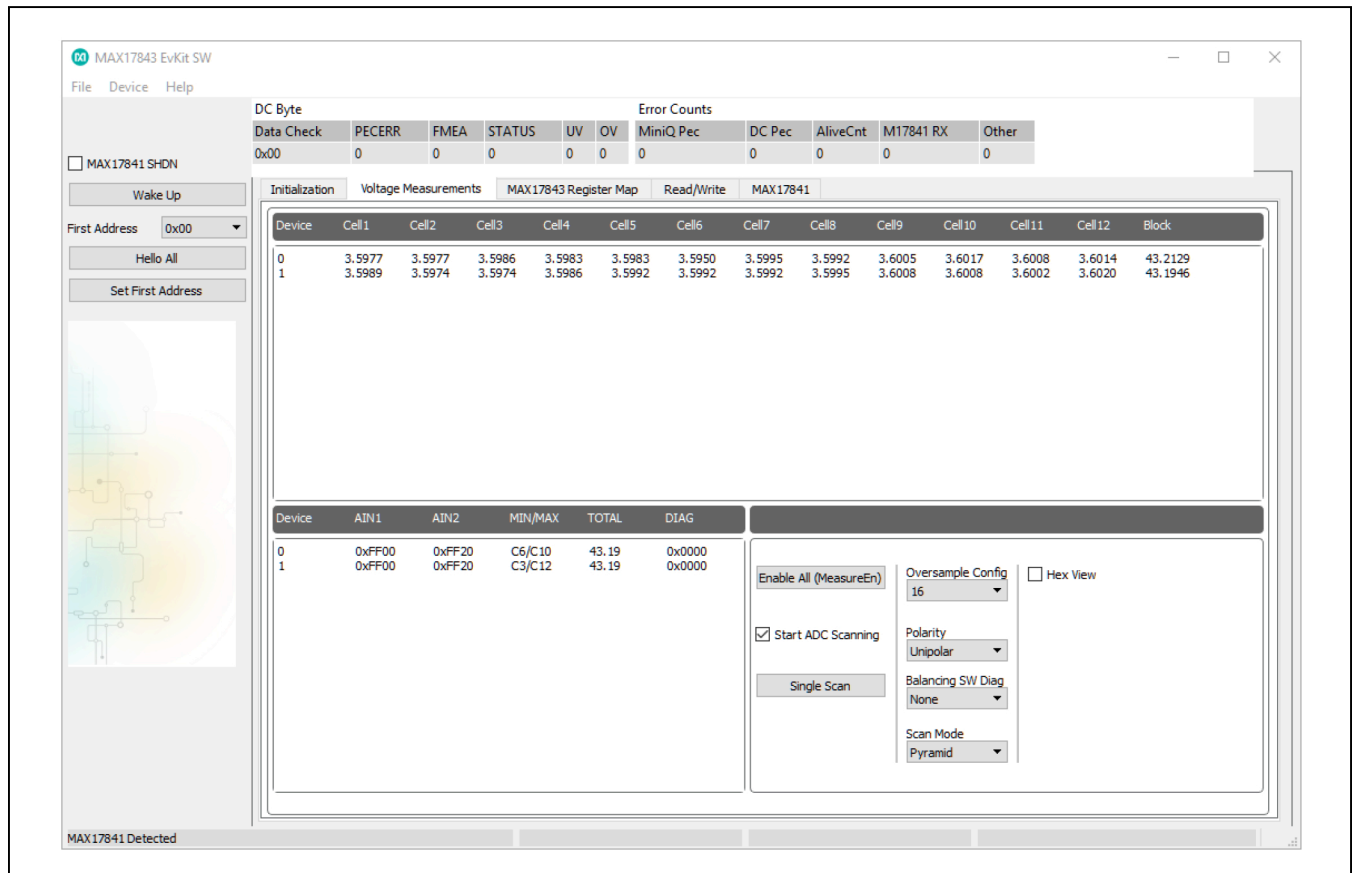 MAX17843 EvKit SW
File Device Help
DC Byte Error Counts
Data Check PECERR FMEA STATUS UV OV MiniQ Pec DC Pec AliveCnt M17841 RX Other
0x00 0 0 0 0 0 0 0 0 0 0
MAX17841 SHDN
Wake Up
First Address 0x00
Hello All
Set First Address
Initialization Voltage Measurements MAX17843 Register Map Read/Write MAX17841
Device Cell1 Cell2 Cell3 Cell4 Cell5 Cell6 Cell7 Cell8 Cell9 Cell10 Cell11 Cell12 Block
0 3.5977 3.5977 3.5986 3.5983 3.5983 3.5950 3.5995 3.5992 3.6005 3.6017 3.6008 3.6014 43.2129
1 3.5989 3.5974 3.5974 3.5986 3.5992 3.5992 3.5992 3.5995 3.6008 3.6008 3.6002 3.6020 43.1946
Device AIN1 AIN2 MIN/MAX TOTAL DIAG
0 0xFF00 0xFF20 C6/C10 43.19 0x0000
1 0xFF00 0xFF20 C3/C12 43.19 0x0000
Enable All (MeasureEn)
Start ADC Scanning
Single Scan
Oversample Config
16
Polarity
Unipolar
Balancing SW Diag
None
Scan Mode
Pyramid
Hex View
MAX17841 Detected